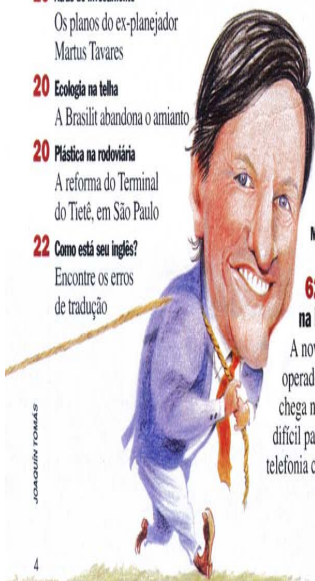 Os planos do ex-planejador
Martus Tavares
20 Ecologia na telha
A Brasilit abandona o amianto
20 Plástica na rodoviária
A reforma do Terminal
do Tietê, em São Paulo
22 Como está seu inglês?
Encontre os erros
de tradução
na
A nov
operad
chega n
difícil pa
telefonia c
JOAQUÍN TOMÁS
4